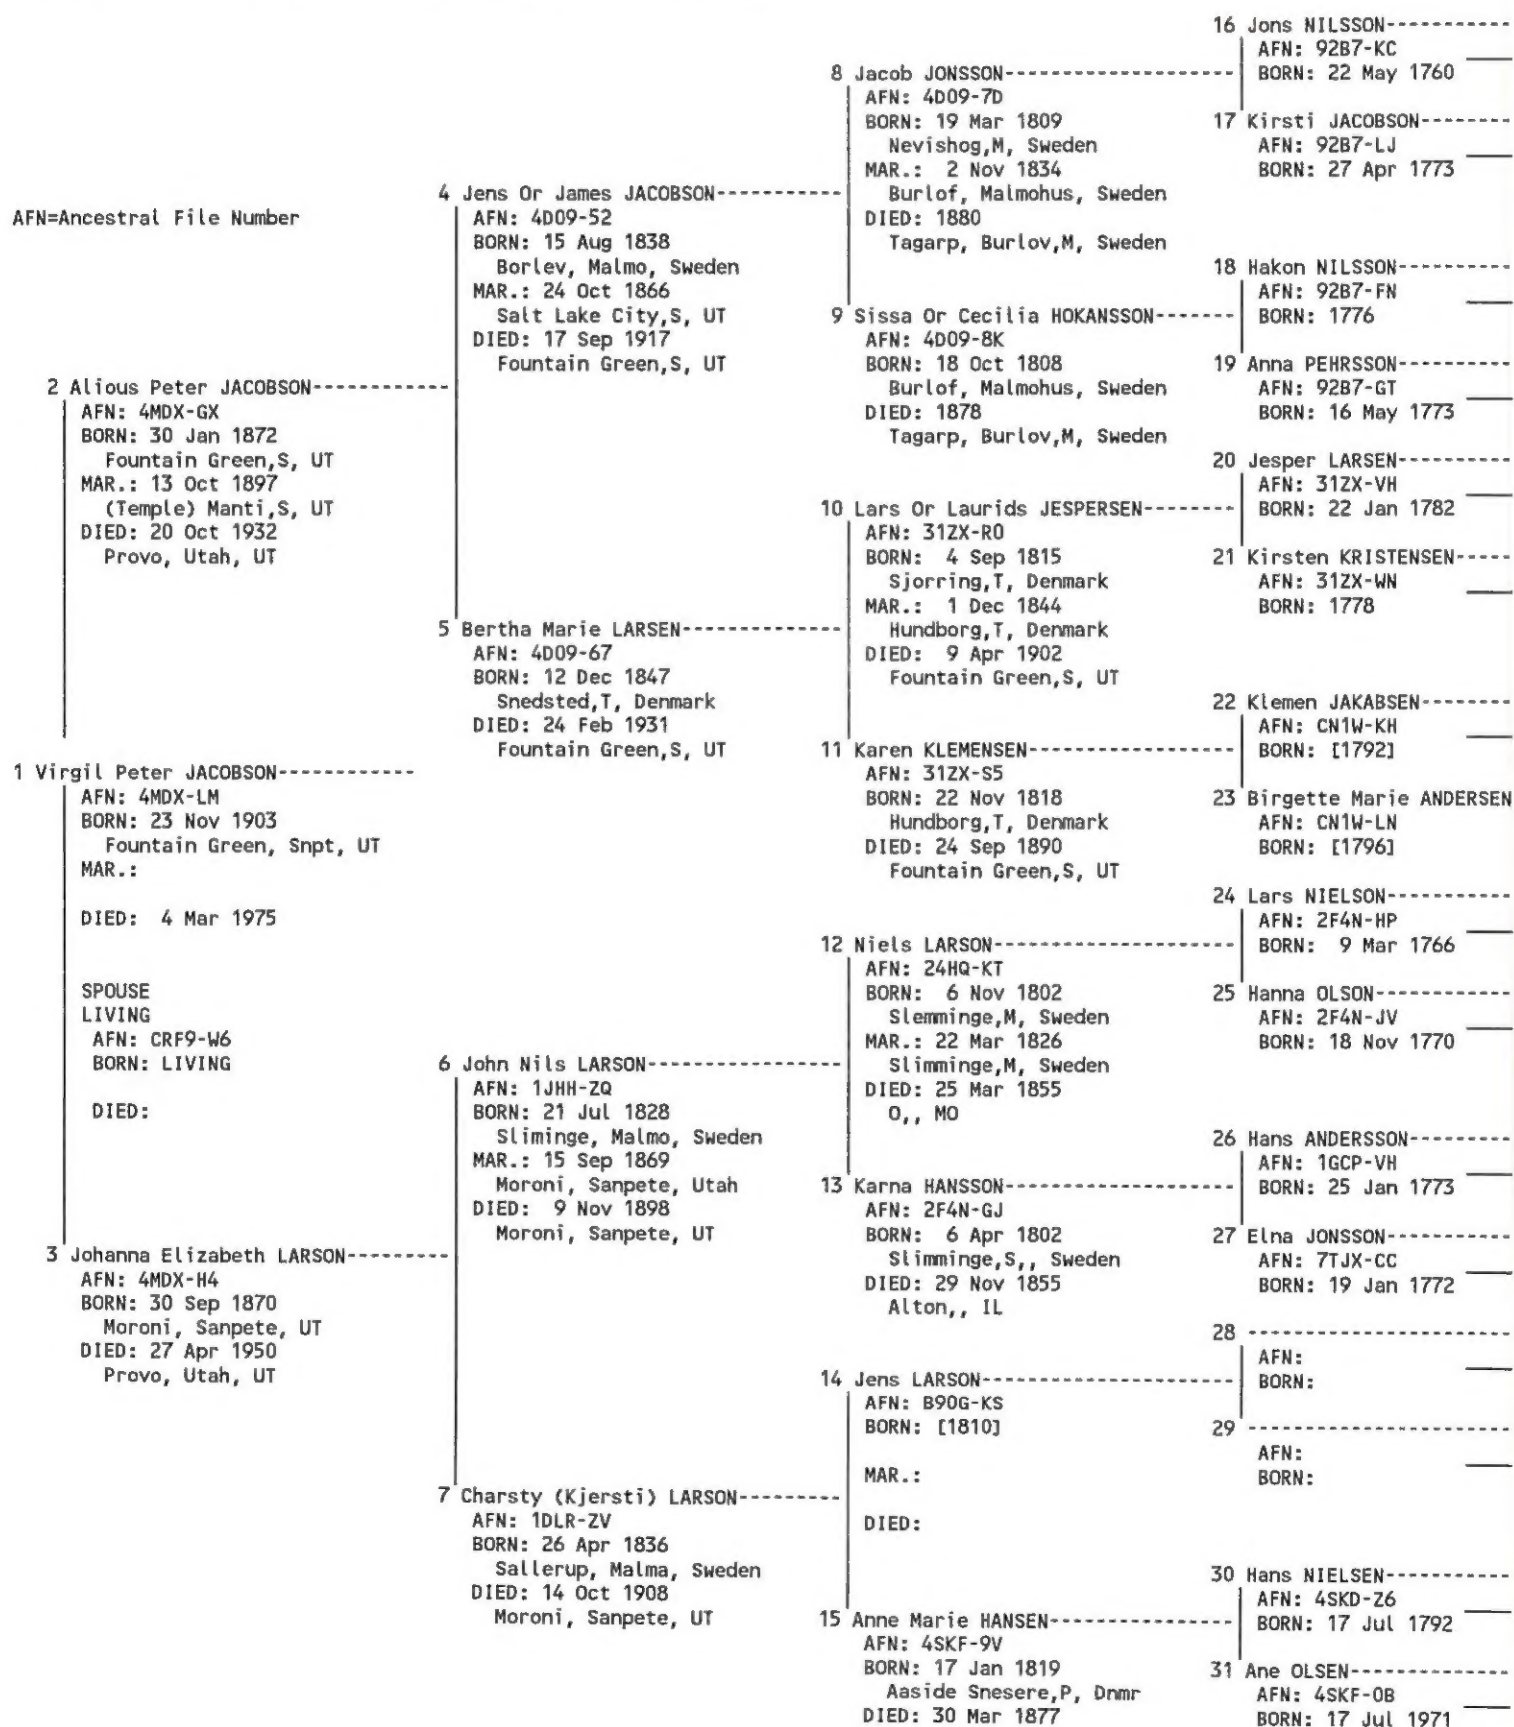 AFN=Ancestral File Number
1 Virgil Peter JACOBSON
AFN: 4MDX-LM
BORN: 23 Nov 1903
Fountain Green, Snpt, UT
MAR.:
DIED: 4 Mar 1975
SPOUSE
LIVING
AFN: CRF9-W6
BORN: LIVING
DIED:
2 Alious Peter JACOBSON
AFN: 4MDX-GX
BORN: 30 Jan 1872
Fountain Green,S, UT
MAR.: 13 Oct 1897
(Temple) Manti,S, UT
DIED: 20 Oct 1932
Provo, Utah, UT
3 Johanna Elizabeth LARSON
AFN: 4MDX-H4
BORN: 30 Sep 1870
Moroni, Sanpete, UT
DIED: 27 Apr 1950
Provo, Utah, UT
4 Jens Or James JACOBSON
AFN: 4D09-52
BORN: 15 Aug 1838
Borlev, Malmo, Sweden
MAR.: 24 Oct 1866
Salt Lake City,S, UT
DIED: 17 Sep 1917
Fountain Green,S, UT
5 Bertha Marie LARSEN
AFN: 4D09-67
BORN: 12 Dec 1847
Snedsted,T, Denmark
DIED: 24 Feb 1931
Fountain Green,S, UT
6 John Nils LARSON
AFN: 1JHH-ZQ
BORN: 21 Jul 1828
Sliminge, Malmo, Sweden
MAR.: 15 Sep 1869
Moroni, Sanpete, Utah
DIED: 9 Nov 1898
Moroni, Sanpete, UT
7 Charsty (Kjersti) LARSON
AFN: 1DLR-ZV
BORN: 26 Apr 1836
Sallerup, Malma, Sweden
DIED: 14 Oct 1908
Moroni, Sanpete, UT
8 Jacob JONSSON
AFN: 4D09-7D
BORN: 19 Mar 1809
Nevishog,M, Sweden
MAR.: 2 Nov 1834
Burlof, Malmohus, Sweden
DIED: 1880
Tagarp, Burlov,M, Sweden
9 Sissa Or Cecilia HOKANSSON
AFN: 4D09-8K
BORN: 18 Oct 1808
Burlof, Malmohus, Sweden
DIED: 1878
Tagarp, Burlov,M, Sweden
10 Lars Or Laurids JESPERSEN
AFN: 31ZX-R0
BORN: 4 Sep 1815
Sjorring,T, Denmark
MAR.: 1 Dec 1844
Hundborg,T, Denmark
DIED: 9 Apr 1902
Fountain Green,S, UT
11 Karen KLEMENSEN
AFN: 31ZX-S5
BORN: 22 Nov 1818
Hundborg,T, Denmark
DIED: 24 Sep 1890
Fountain Green,S, UT
12 Niels LARSON
AFN: 24HQ-KT
BORN: 6 Nov 1802
Slemminge,M, Sweden
MAR.: 22 Mar 1826
Slimminge,M, Sweden
DIED: 25 Mar 1855
O,, MO
13 Karna HANSSON
AFN: 2F4N-GJ
BORN: 6 Apr 1802
Slimminge,S,, Sweden
DIED: 29 Nov 1855
Alton,, IL
14 Jens LARSON
AFN: B90G-KS
BORN: [1810]
MAR.:
DIED:
15 Anne Marie HANSEN
AFN: 4SKF-9V
BORN: 17 Jan 1819
Aaside Snesere,P, Dnmr
DIED: 30 Mar 1877
16 Jons NILSSON
AFN: 92B7-KC
BORN: 22 May 1760
17 Kirsti JACOBSON
AFN: 92B7-LJ
BORN: 27 Apr 1773
18 Hakon NILSSON
AFN: 92B7-FN
BORN: 1776
19 Anna PEHRSSON
AFN: 92B7-GT
BORN: 16 May 1773
20 Jesper LARSEN
AFN: 31ZX-VH
BORN: 22 Jan 1782
21 Kirsten KRISTENSEN
AFN: 31ZX-WN
BORN: 1778
22 Klemen JAKABSEN
AFN: CN1W-KH
BORN: [1792]
23 Birgette Marie ANDERSEN
AFN: CN1W-LN
BORN: [1796]
24 Lars NIELSON
AFN: 2F4N-HP
BORN: 9 Mar 1766
25 Hanna OLSON
AFN: 2F4N-JV
BORN: 18 Nov 1770
26 Hans ANDERSSON
AFN: 1GCP-VH
BORN: 25 Jan 1773
27 Elna JONSSON
AFN: 7TJX-CC
BORN: 19 Jan 1772
28
AFN:
BORN:
29
AFN:
BORN:
30 Hans NIELSEN
AFN: 4SKD-Z6
BORN: 17 Jul 1792
31 Ane OLSEN
AFN: 4SKF-0B
BORN: 17 Jul 1971